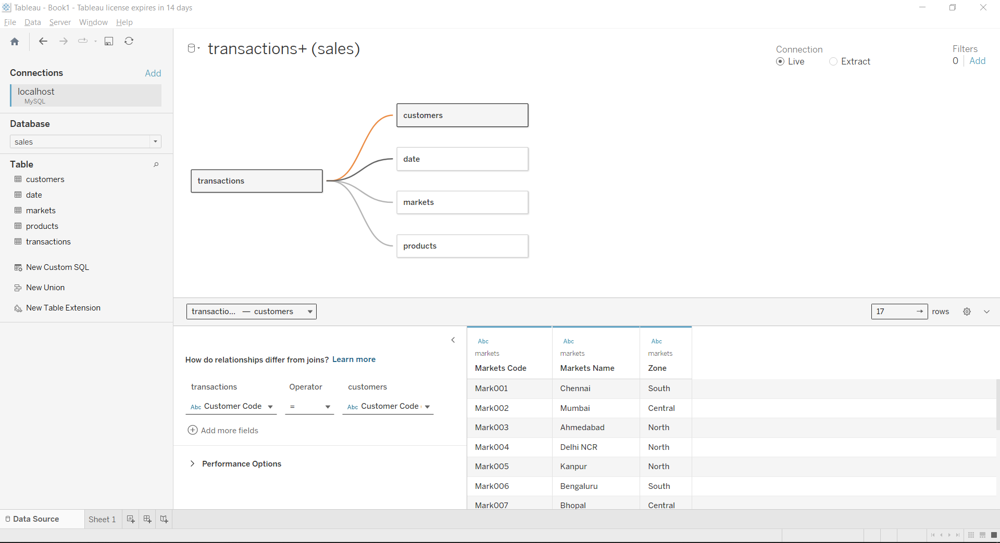 Tableau - Book1 - Tableau license expires in 14 days
File Data Server Window Help
Connections Add
localhost
MySQL
Database
sales
Table
customers
date
markets
products
transactions
New Custom SQL
New Union
New Table Extension
transactions+ (sales)
Connection
Live Extract
Filters
0 Add
customers
date
transactions
markets
products
transactio... — customers
17 → rows
How do relationships differ from joins? Learn more
transactions Operator customers
Abc Customer Code = Abc Customer Code
Add more fields
Performance Options
Abc Abc Abc
markets markets markets
Markets Code Markets Name Zone
Mark001 Chennai South
Mark002 Mumbai Central
Mark003 Ahmedabad North
Mark004 Delhi NCR North
Mark005 Kanpur North
Mark006 Bengaluru South
Mark007 Bhopal Central
Data Source Sheet 1